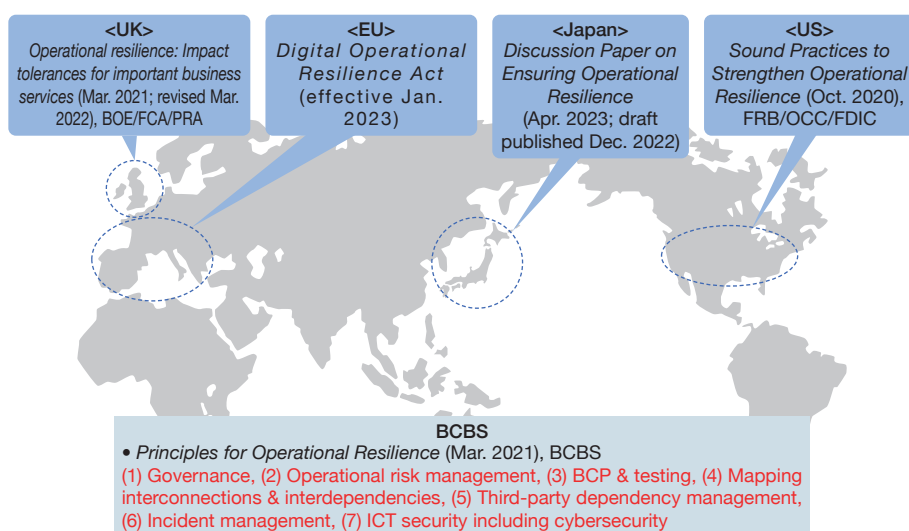 <UK>
Operational resilience: Impact
tolerances for important business
services (Mar. 2021; revised Mar.
2022), BOE/FCA/PRA
<EU>
Digital Operational
Resilience Act
(effective Jan.
2023)
<Japan>
Discussion Paper on
Ensuring Operational
Resilience
(Apr. 2023; draft
published Dec. 2022)
<US>
Sound Practices to
Strengthen Operational
Resilience (Oct. 2020),
FRB/OCC/FDIC
BCBS
• Principles for Operational Resilience (Mar. 2021), BCBS
(1) Governance, (2) Operational risk management, (3) BCP & testing, (4) Mapping
interconnections & interdependencies, (5) Third-party dependency management,
(6) Incident management, (7) ICT security including cybersecurity